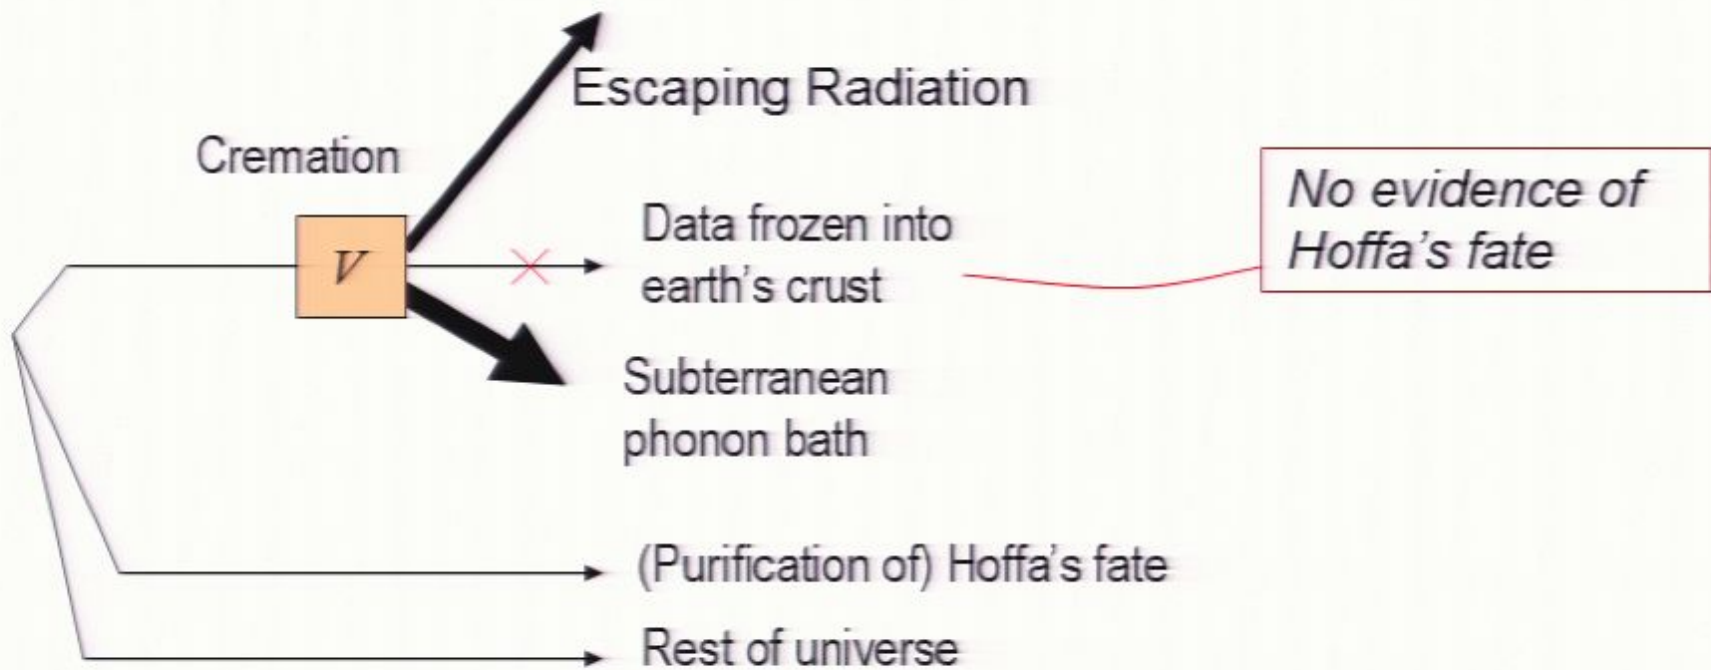 Escaping Radiation
Cremation
V
Data frozen into
earth's crust
No evidence of
Hoffa's fate
Subterranean
phonon bath
(Purification of) Hoffa's fate
Rest of universe